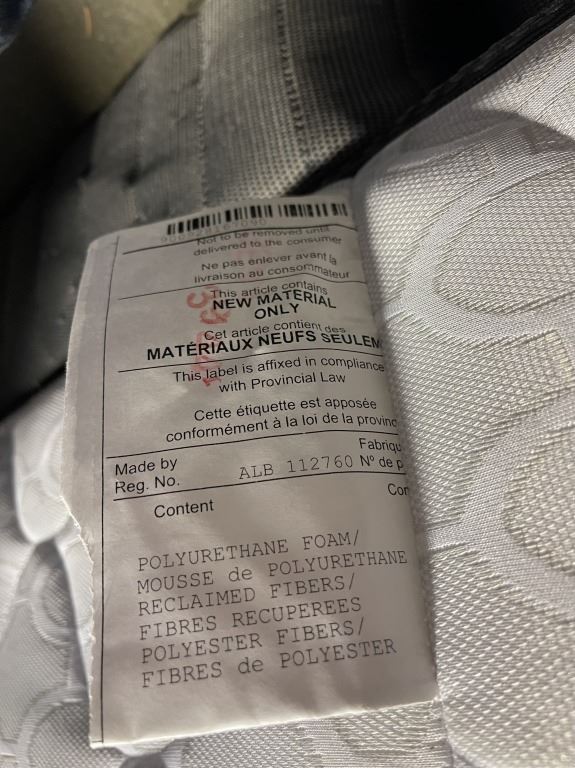 Not to be removed until
delivered to the consumer
Ne pas enlever avant la
livraison au consommateur
This article contains
NEW MATERIAL
ONLY
Cet article contient des
MATÉRIAUX NEUFS SEULEM
This label is affixed in compliance
with Provincial Law
Cette étiquette est apposée
conformément à la loi de la provinc
Made by Fabriqu
Reg. No. ALB 112760 Nº de p
Content Con
POLYURETHANE FOAM/
MOUSSE de POLYURETHANE
RECLAIMED FIBERS/
FIBRES RECUPEREES
POLYESTER FIBERS/
FIBRES de POLYESTER